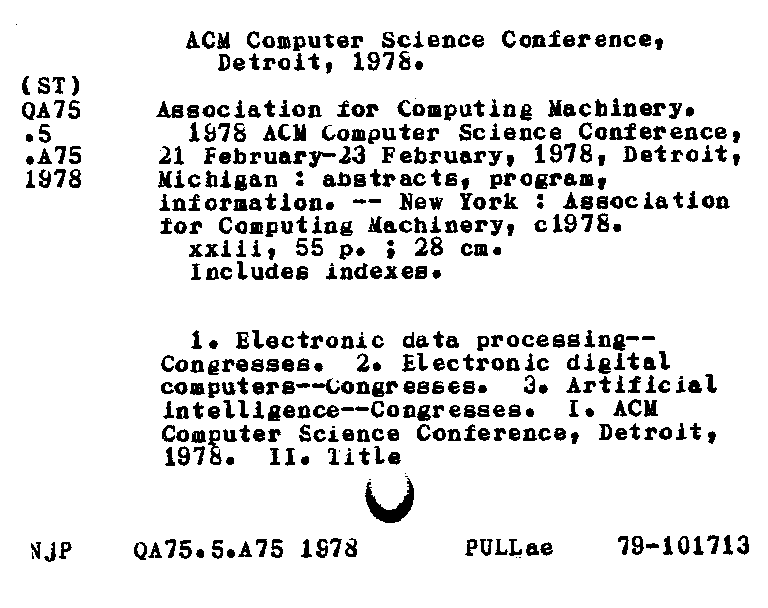 ACM Computer Science Conference,
Detroit, 1978.
(ST)
QA75 Association for Computing Machinery.
.5 1978 ACM Computer Science Conference,
.A75 21 February-23 February, 1978, Detroit,
1978 Michigan : abstracts, program,
information. -- New York : Association
for Computing Machinery, c1978.
xxiii, 55 p. ; 28 cm.
Includes indexes.
1. Electronic data processing--
Congresses. 2. Electronic digital
computers--Congresses. 3. Artificial
intelligence--Congresses. I. ACM
Computer Science Conference, Detroit,
1978. II. Title
NjP QA75.5.A75 1978 PULLae 79-101713